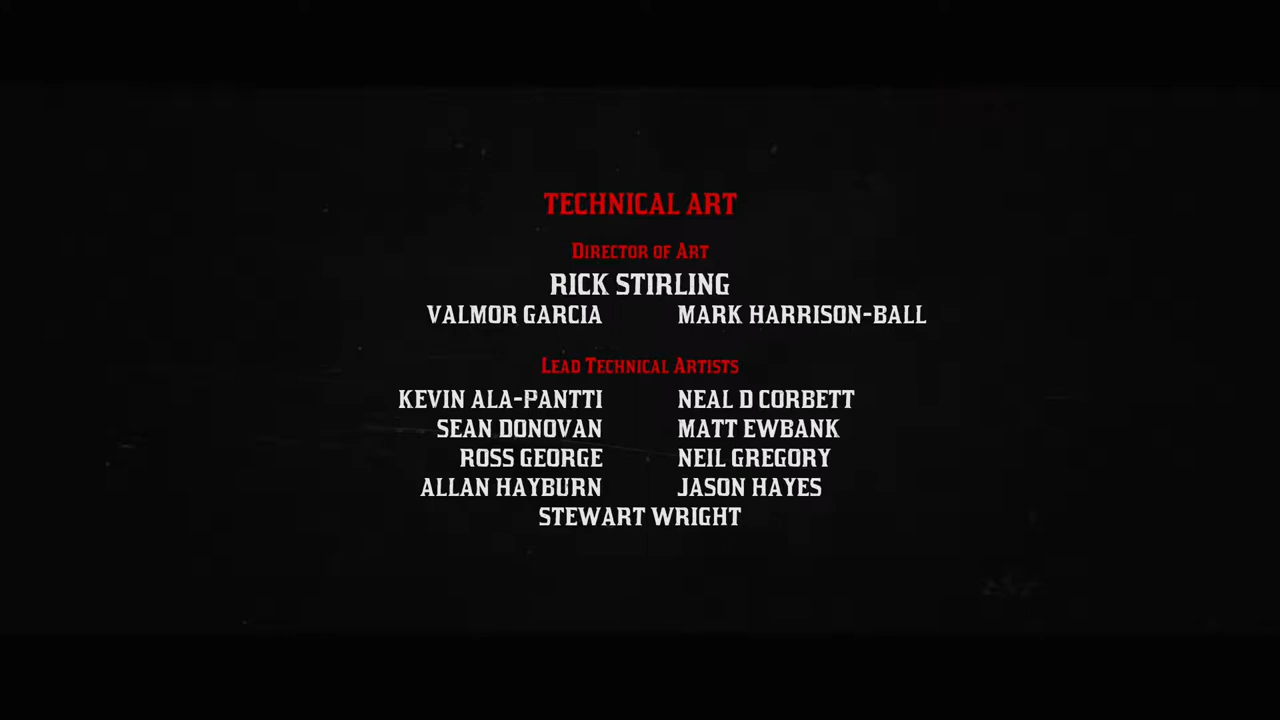 TECHNICAL ART
DIRECTOR OF ART
RICK STIRLING
VALMOR GARCIA MARK HARRISON-BALL
LEAD TECHNICAL ARTISTS
KEVIN ALA-PANTTI NEAL D CORBETT
SEAN DONOVAN MATT EWBANK
ROSS GEORGE NEIL GREGORY
ALLAN HAYBURN JASON HAYES
STEWART WRIGHT